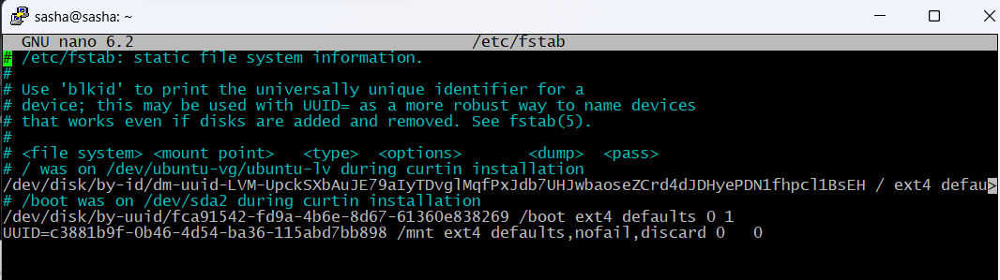 sasha@sasha: ~
GNU nano 6.2 /etc/fstab
# /etc/fstab: static file system information.
#
# Use 'blkid' to print the universally unique identifier for a
# device; this may be used with UUID= as a more robust way to name devices
# that works even if disks are added and removed. See fstab(5).
#
# <file system> <mount point>   <type>  <options>       <dump>  <pass>
# / was on /dev/ubuntu-vg/ubuntu-lv during curtin installation
/dev/disk/by-id/dm-uuid-LVM-UpckSXbAuJE79aIyTDvglMqfPxJdb7UHJwbaoseZCrd4dJDHyePDN1fhpcl1BsEH / ext4 defau>
# /boot was on /dev/sda2 during curtin installation
/dev/disk/by-uuid/fca91542-fd9a-4b6e-8d67-61360e838269 /boot ext4 defaults 0 1
UUID=c3881b9f-0b46-4d54-ba36-115abd7bb898 /mnt ext4 defaults,nofail,discard 0   0